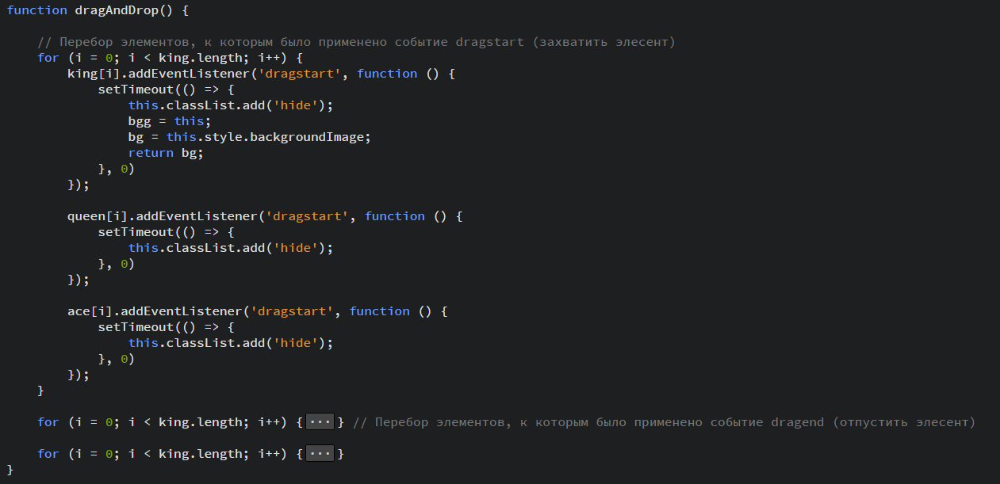 function dragAndDrop() {
// Перебор элементов, к которым было применено событие dragstart (захватить элесент)
for (i = 0; i < king.length; i++) {
king[i].addEventListener('dragstart', function () {
setTimeout(() => {
this.classList.add('hide');
bgg = this;
bg = this.style.backgroundImage;
return bg;
}, 0)
});
queen[i].addEventListener('dragstart', function () {
setTimeout(() => {
this.classList.add('hide');
}, 0)
});
ace[i].addEventListener('dragstart', function () {
setTimeout(() => {
this.classList.add('hide');
}, 0)
});
}
for (i = 0; i < king.length; i++) {···} // Перебор элементов, к которым было применено событие dragend (отпустить элесент)
for (i = 0; i < king.length; i++) {···}
}